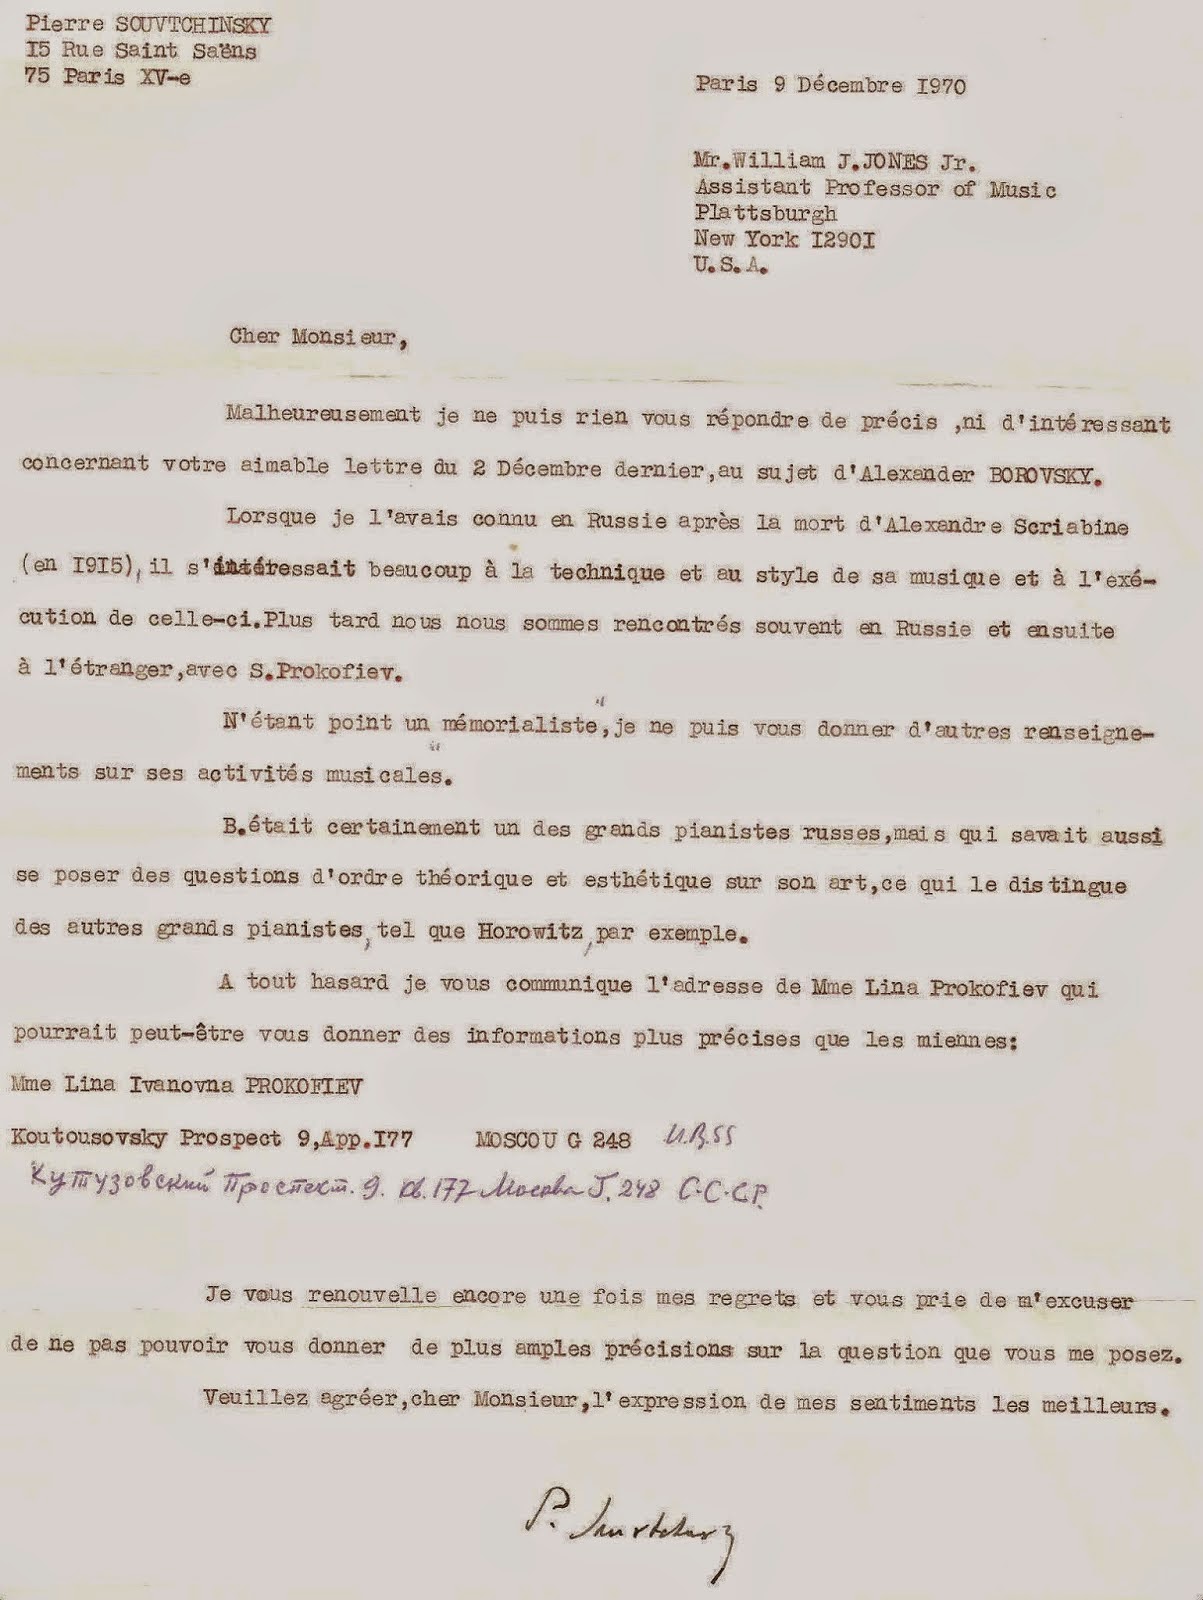 Pierre SOUVTCHINSKY
I5 Rue Saint Saëns
75 Paris XV-e
Paris 9 Décembre I970
Mr.William J.JONES Jr.
Assistant Professor of Music
Plattsburgh
New York I290I
U.S.A.
Cher Monsieur,
Malheureusement je ne puis rien vous répondre de précis ,ni d'intéressant
concernant votre aimable lettre du 2 Décembre dernier,au sujet d'Alexander BOROVSKY.
Lorsque je l'avais connu en Russie après la mort d'Alexandre Scriabine
(en I9I5), il s'intéressait beaucoup à la technique et au style de sa musique et à l'exé-
cution de celle-ci.Plus tard nous nous sommes rencontrés souvent en Russie et ensuite
à l'étranger,avec S.Prokofiev.
N'étant point un "mémorialiste",je ne puis vous donner d'autres renseigne-
ments sur ses activités musicales.
B.était certainement un des grands pianistes russes,mais qui savait aussi
se poser des questions d'ordre théorique et esthétique sur son art,ce qui le distingue
des autres grands pianistes, tel que Horowitz, par exemple.
A tout hasard je vous communique l'adresse de Mme Lina Prokofiev qui
pourrait peut-être vous donner des informations plus précises que les miennes:
Mme Lina Ivanovna PROKOFIEV
Koutousovsky Prospect 9,App.I77 MOSCOU G 248 U.R.SS
Кутузовский Проспект. 9. кв. 177 Москва Г. 248 С.С.С.Р.
Je vous renouvelle encore une fois mes regrets et vous prie de m'excuser
de ne pas pouvoir vous donner de plus amples précisions sur la question que vous me posez.
Veuillez agréer,cher Monsieur,l'expression de mes sentiments les meilleurs.
P. Souvtchinsky